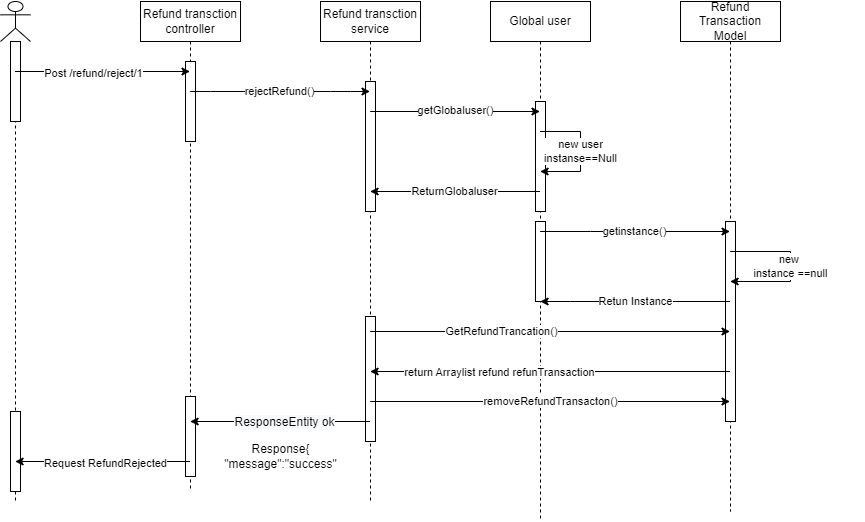 Refund transction
controller
Refund transction
service
Global user
Refund
Transaction
Model
Post /refund/reject/1
rejectRefund()
getGlobaluser()
new user
instanse==Null
ReturnGlobaluser
getinstance()
new
instance ==null
Retun Instance
GetRefundTrancation()
return Arraylist refund refunTransaction
removeRefundTransacton()
ResponseEntity ok
Response{
"message":"success"
Request RefundRejected